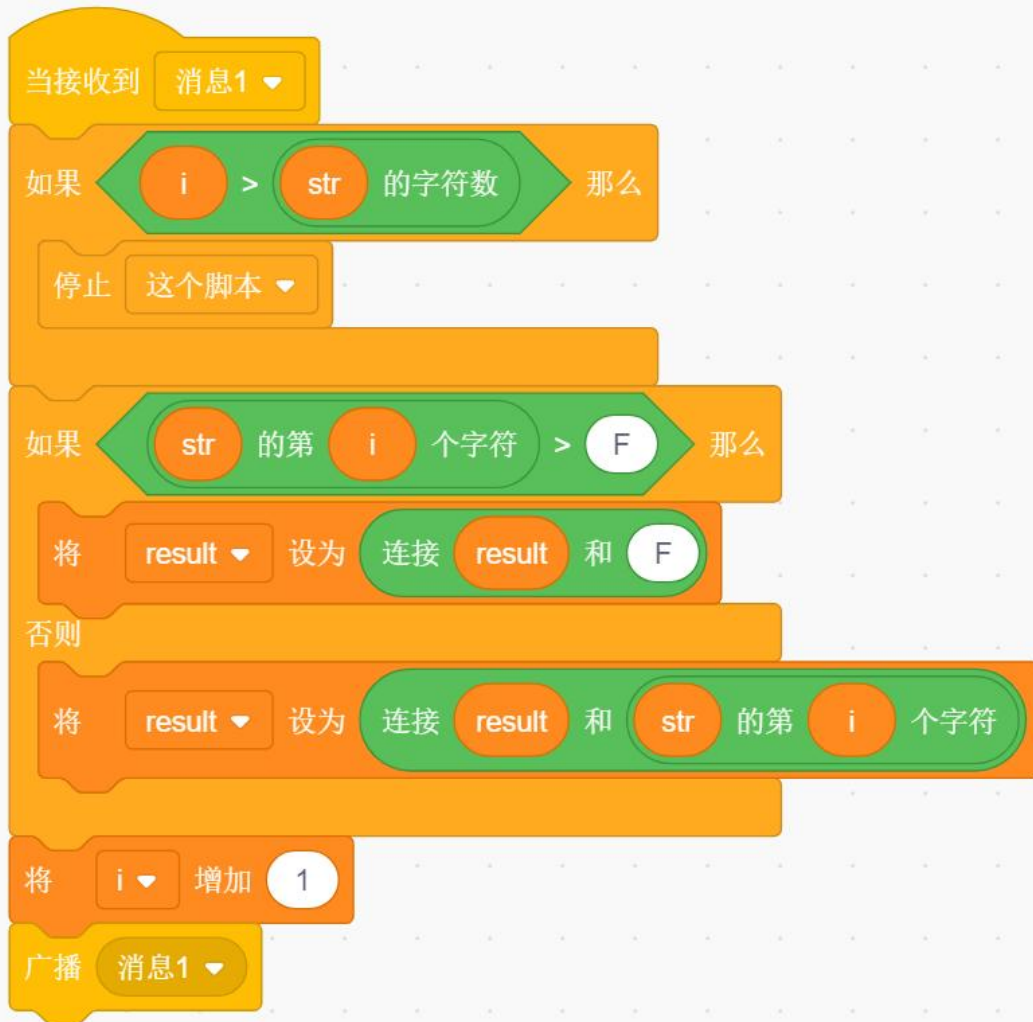 当接收到 消息1
如果 i > str 的字符数 那么
停止 这个脚本
如果 str 的第 i 个字符 > F 那么
将 result 设为 连接 result 和 F
否则
将 result 设为 连接 result 和 str 的第 i 个字符
将 i 增加 1
广播 消息1